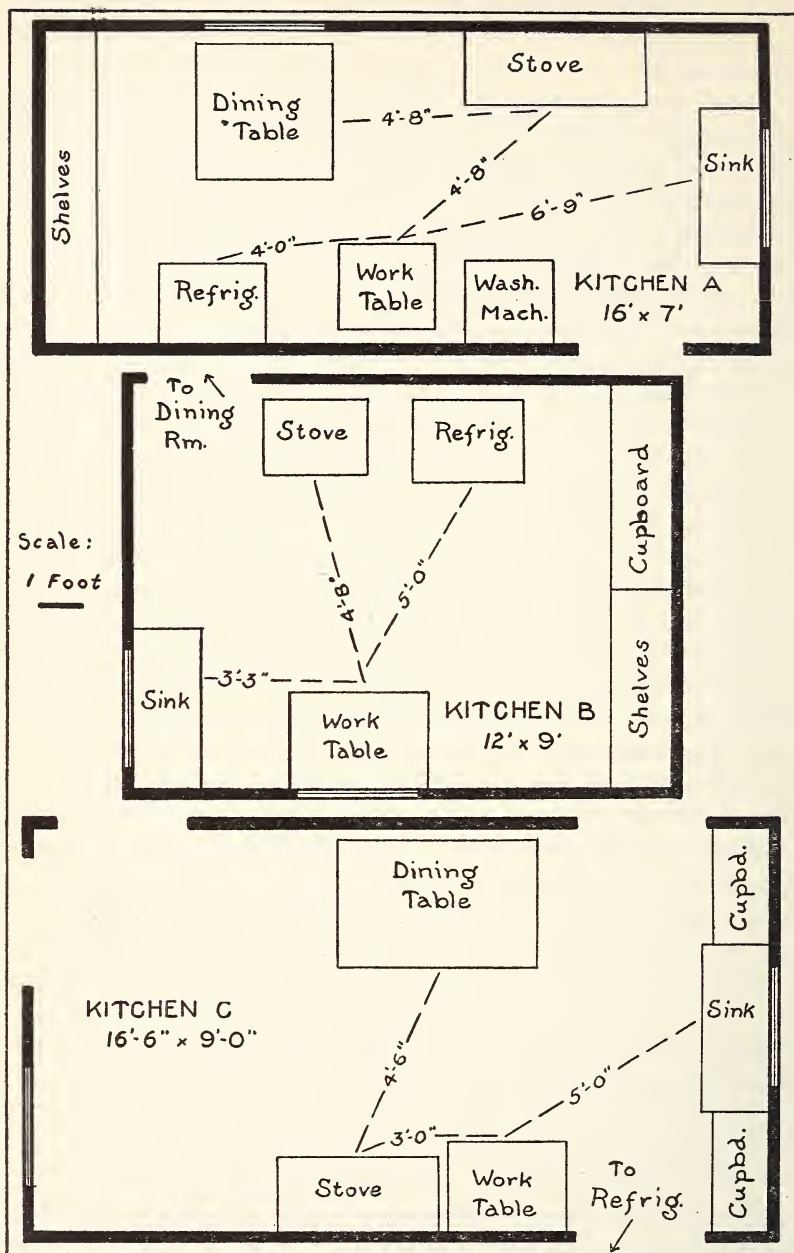 Shelves
Dining
Table
Stove
Sink
4'-8"
4'-8"
6'-9"
4'-0"
Refrig.
Work
Table
Wash.
Mach.
KITCHEN A
16' x 7'
To
Dining
Rm.
Stove
Refrig.
Cupboard
Scale:
1 Foot
4'-8"
5'-0"
3'-3"
Sink
Work
Table
KITCHEN B
12' x 9'
Shelves
Dining
Table
Cupbd.
KITCHEN C
16'-6" x 9'-0"
Sink
4'-6"
5'-0"
3'-0"
Stove
Work
Table
To
Refrig.
Cupbd.